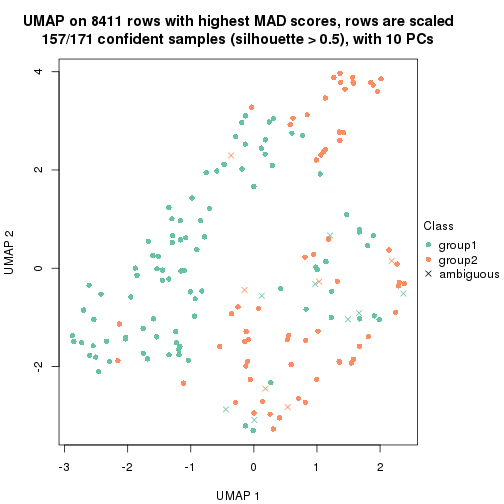 UMAP on 8411 rows with highest MAD scores, rows are scaled
157/171 confident samples (silhouette > 0.5), with 10 PCs
4
2
0
-2
UMAP 2
-3
-2
-1
0
1
2
UMAP 1
Class
group1
group2
ambiguous